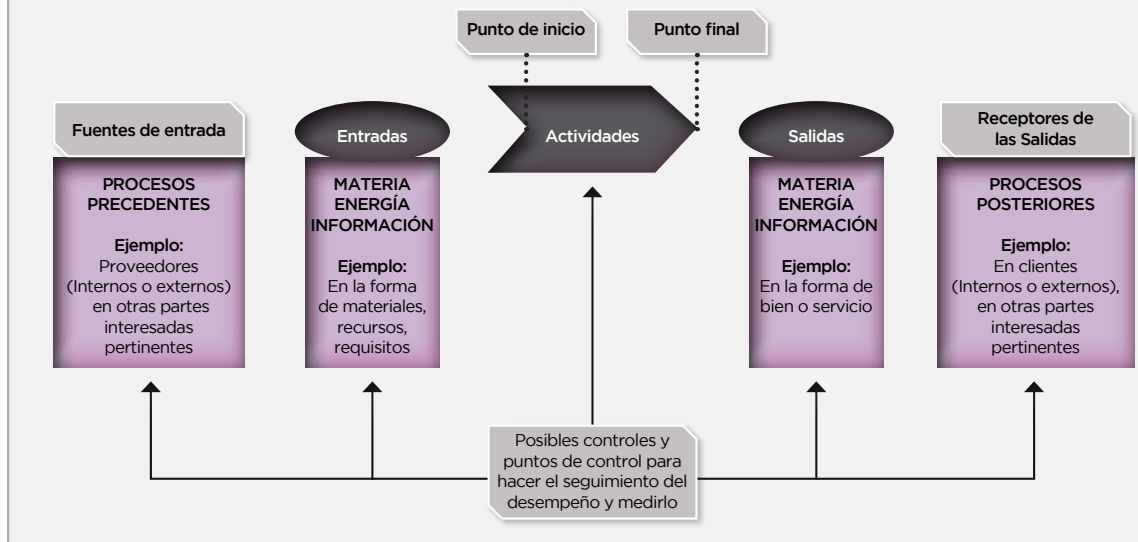 Punto de inicio
Punto final
Fuentes de entrada
Entradas
Actividades
Salidas
Receptores de
las Salidas
PROCESOS
PRECEDENTES
Ejemplo:
Proveedores
(Internos o externos)
en otras partes
interesadas
pertinentes
MATERIA
ENERGÍA
INFORMACIÓN
Ejemplo:
En la forma
de materiales,
recursos,
requisitos
MATERIA
ENERGÍA
INFORMACIÓN
Ejemplo:
En la forma de
bien o servicio
PROCESOS
POSTERIORES
Ejemplo:
En clientes
(Internos o externos),
en otras partes
interesadas
pertinentes
Posibles controles y
puntos de control para
hacer el seguimiento del
desempeño y medirlo